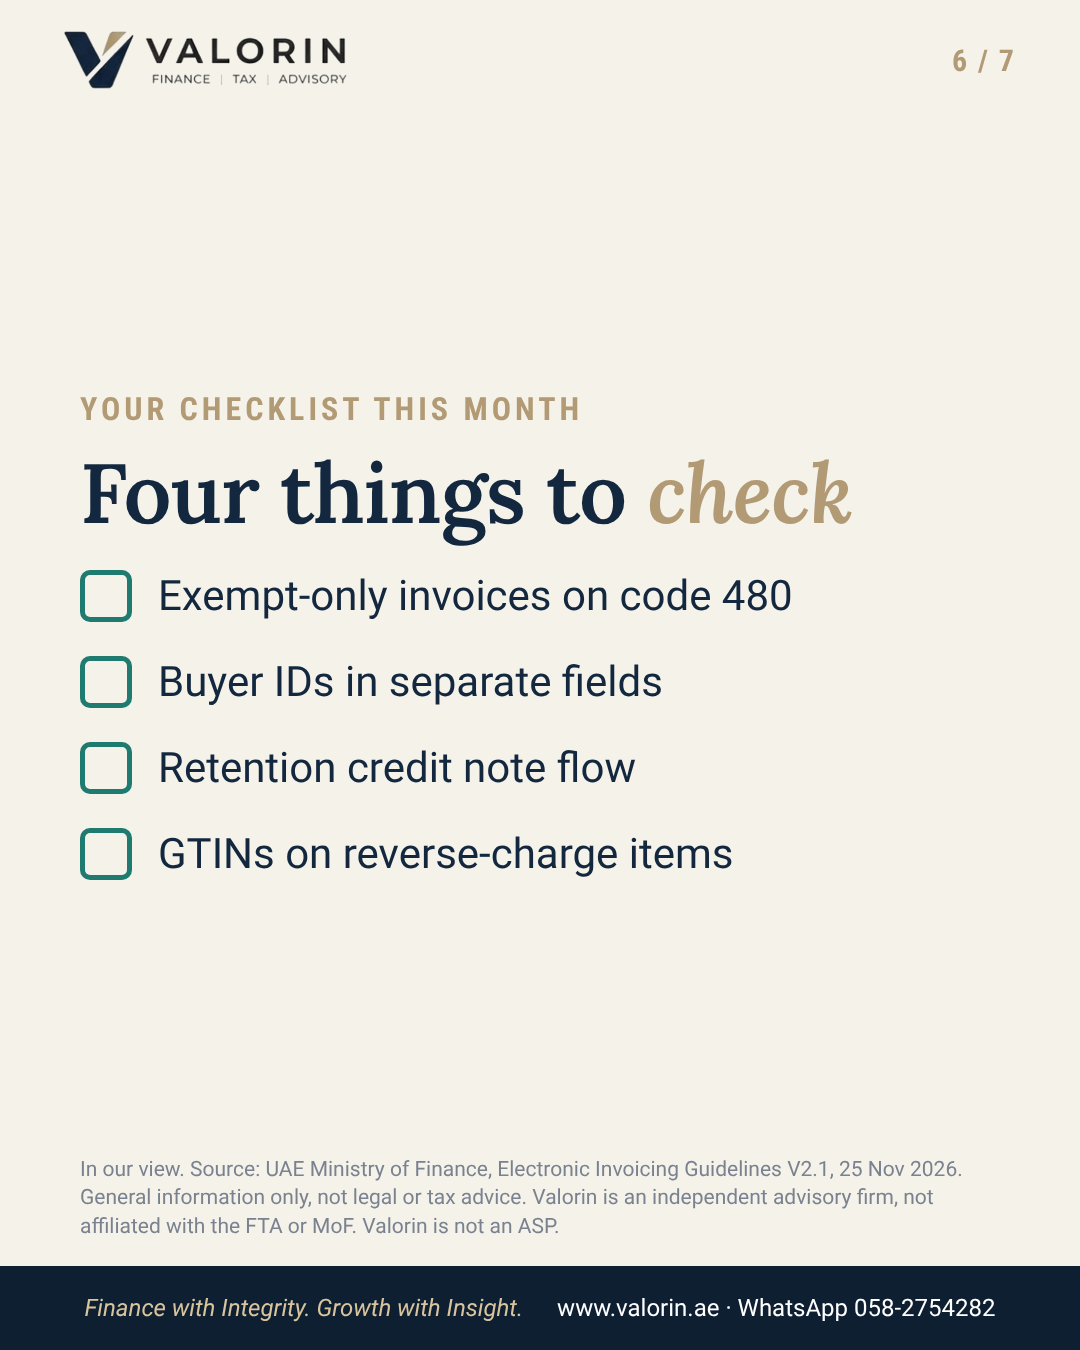 VALORIN
FINANCE | TAX | ADVISORY
6 / 7
YOUR CHECKLIST THIS MONTH
Four things to check
Exempt-only invoices on code 480
Buyer IDs in separate fields
Retention credit note flow
GTINs on reverse-charge items
In our view. Source: UAE Ministry of Finance, Electronic Invoicing Guidelines V2.1, 25 Nov 2026.
General information only, not legal or tax advice. Valorin is an independent advisory firm, not
affiliated with the FTA or MoF. Valorin is not an ASP.
Finance with Integrity. Growth with Insight. www.valorin.ae · WhatsApp 058-2754282